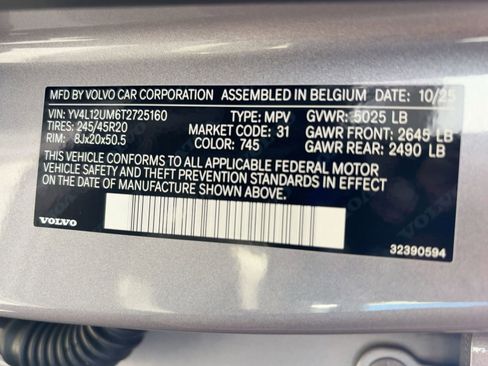 MFD BY VOLVO CAR CORPORATION ASSEMBLED IN BELGIUM DATE: 10/25
VIN: YV4L12UM6T2725160 TYPE: MPV GVWR: 5025 LB
TIRES: 245/45R20 MARKET CODE: 31 GAWR FRONT: 2645 LB
RIM: 8Jx20x50.5 COLOR: 745 GAWR REAR: 2490 LB
THIS VEHICLE CONFORMS TO ALL APPLICABLE FEDERAL MOTOR
VEHICLE SAFETY AND THEFT PREVENTION STANDARDS IN EFFECT
ON THE DATE OF MANUFACTURE SHOWN ABOVE.
VOLVO
32390594